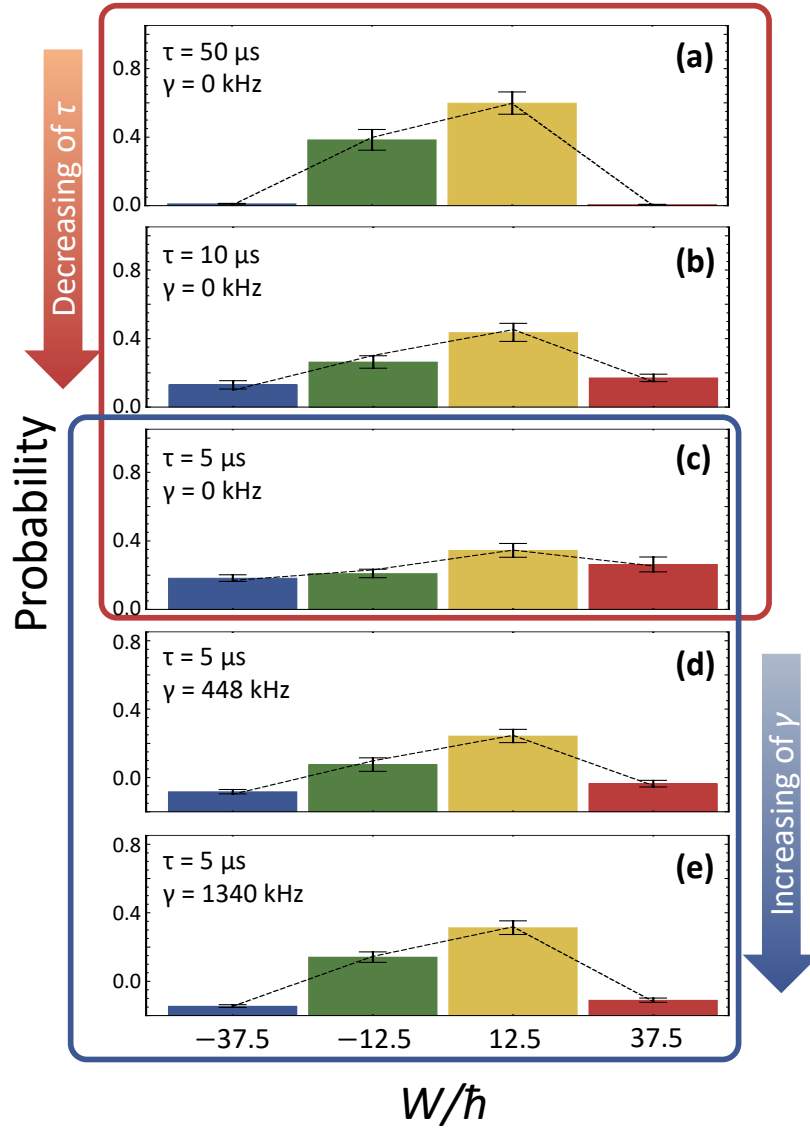 Decreasing of τ
Probability
τ = 50 μs
γ = 0 kHz
(a)
0.8
0.4
0.0
τ = 10 μs
γ = 0 kHz
(b)
0.8
0.4
0.0
τ = 5 μs
γ = 0 kHz
(c)
0.8
0.4
0.0
τ = 5 μs
γ = 448 kHz
(d)
0.8
0.4
0.0
τ = 5 μs
γ = 1340 kHz
(e)
0.8
0.4
0.0
Increasing of γ
−37.5 −12.5 12.5 37.5
W/ħ